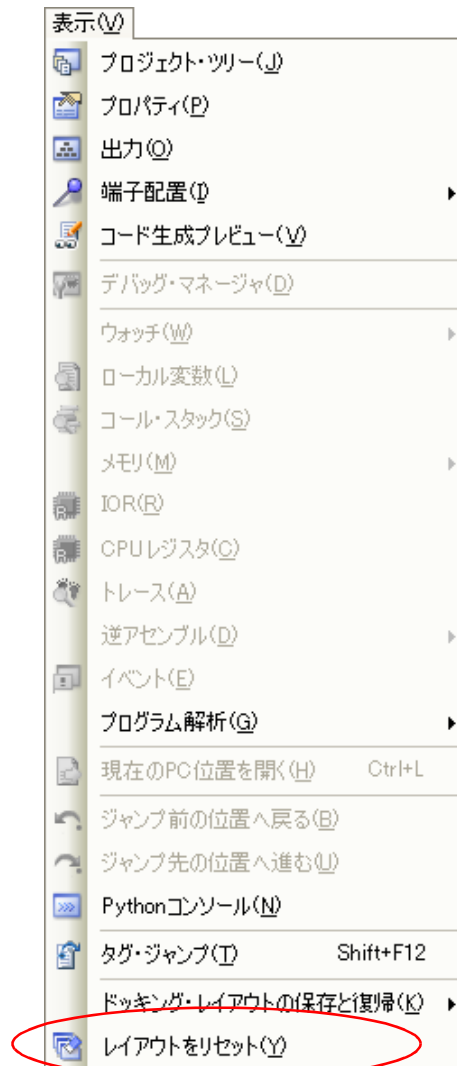 表示(V)
プロジェクト・ツリー(J)
プロパティ(P)
出力(O)
端子配置(I)
コード生成プレビュー(V)
デバッグ・マネージャ(D)
ウォッチ(W)
ローカル変数(L)
コール・スタック(S)
メモリ(M)
IOR(R)
CPUレジスタ(C)
トレース(A)
逆アセンブル(D)
イベント(E)
プログラム解析(G)
現在のPC位置を開く(H) Ctrl+L
ジャンプ前の位置へ戻る(B)
ジャンプ先の位置へ進む(U)
Pythonコンソール(N)
タグ・ジャンプ(T) Shift+F12
ドッキング・レイアウトの保存と復帰(K)
レイアウトをリセット(Y)